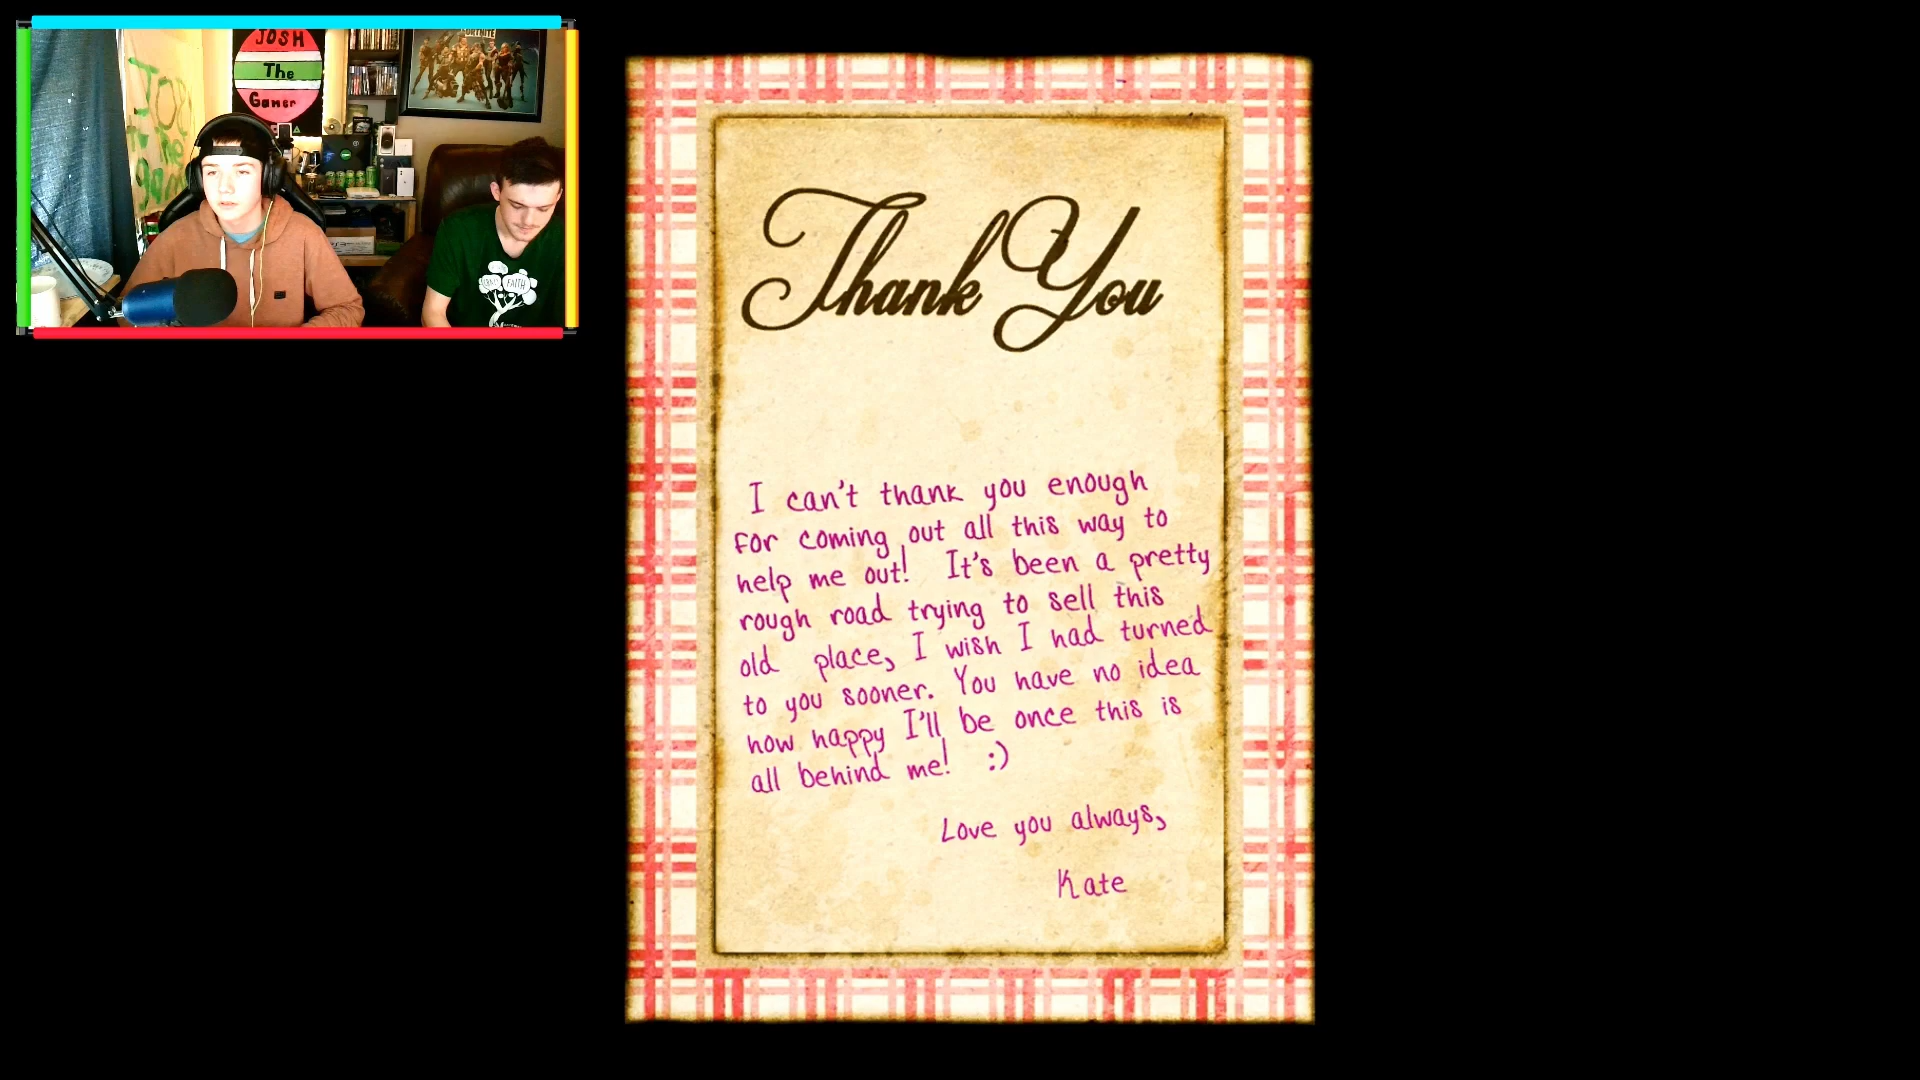 JOSH
The
Gamer
FORTNITE
FAITH
Thank You
I can't thank you enough
for coming out all this way to
help me out! It's been a pretty
rough road trying to sell this
old place, I wish I had turned
to you sooner. You have no idea
how happy I'll be once this is
all behind me! :)
Love you always,
Kate